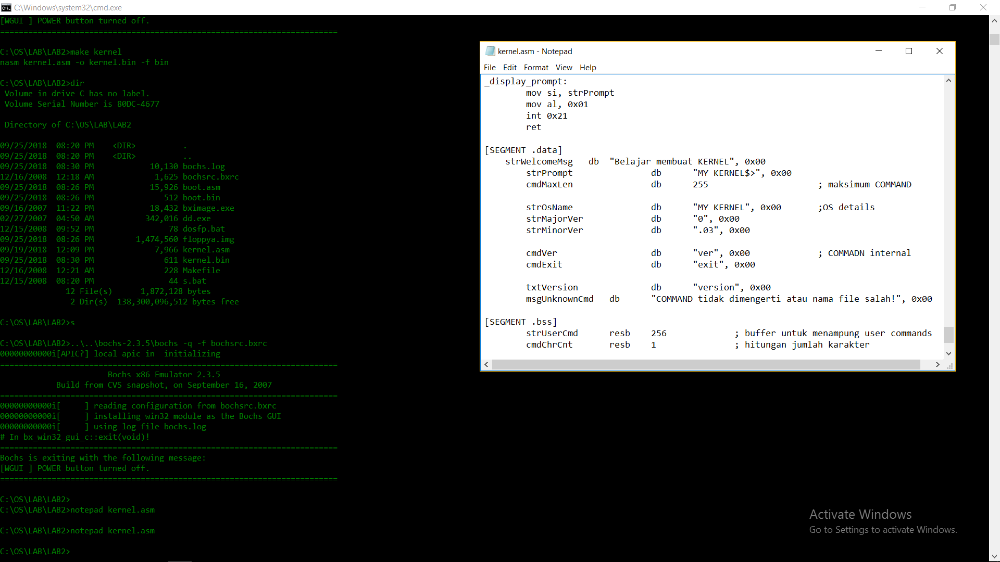 C:\Windows\system32\cmd.exe
[WGUI ] POWER button turned off.
========================================================================
C:\OS\LAB\LAB2>make kernel
nasm kernel.asm -o kernel.bin -f bin
C:\OS\LAB\LAB2>dir
Volume in drive C has no label.
Volume Serial Number is 80DC-4677
Directory of C:\OS\LAB\LAB2
09/25/2018  08:20 PM    <DIR>          .
09/25/2018  08:20 PM    <DIR>          ..
09/25/2018  08:30 PM            10,130 bochs.log
12/16/2008  12:18 AM             1,625 bochsrc.bxrc
09/25/2018  08:26 PM            15,926 boot.asm
09/25/2018  08:26 PM               512 boot.bin
09/16/2007  11:22 PM            18,432 bximage.exe
02/27/2007  04:50 AM           342,016 dd.exe
12/15/2008  09:52 PM                78 dosfp.bat
09/25/2018  08:26 PM         1,474,560 floppya.img
09/19/2018  12:09 PM             7,966 kernel.asm
09/25/2018  08:30 PM               611 kernel.bin
12/16/2008  12:21 AM               228 Makefile
12/15/2008  08:20 PM                44 s.bat
12 File(s)      1,872,128 bytes
2 Dir(s)  138,300,096,512 bytes free
C:\OS\LAB\LAB2>s
C:\OS\LAB\LAB2>..\..\bochs-2.3.5\bochs -q -f bochsrc.bxrc
00000000000i[APIC?] local apic in  initializing
========================================================================
Bochs x86 Emulator 2.3.5
Build from CVS snapshot, on September 16, 2007
========================================================================
00000000000i[     ] reading configuration from bochsrc.bxrc
00000000000i[     ] installing win32 module as the Bochs GUI
00000000000i[     ] using log file bochs.log
# In bx_win32_gui_c::exit(void)!
========================================================================
Bochs is exiting with the following message:
[WGUI ] POWER button turned off.
========================================================================
C:\OS\LAB\LAB2>
C:\OS\LAB\LAB2>notepad kernel.asm
C:\OS\LAB\LAB2>notepad kernel.asm
C:\OS\LAB\LAB2>
kernel.asm - Notepad
File Edit Format View Help
_display_prompt:
mov si, strPrompt
mov al, 0x01
int 0x21
ret
[SEGMENT .data]
strWelcomeMsg   db  "Belajar membuat KERNEL", 0x00
strPrompt               db      "MY KERNEL$>", 0x00
cmdMaxLen               db      255                     ; maksimum COMMAND
strOsName               db      "MY KERNEL", 0x00       ;OS details
strMajorVer             db      "0", 0x00
strMinorVer             db      ".03", 0x00
cmdVer                  db      "ver", 0x00             ; COMMADN internal
cmdExit                 db      "exit", 0x00
txtVersion              db      "version", 0x00
msgUnknownCmd   db      "COMMAND tidak dimengerti atau nama file salah!", 0x00
[SEGMENT .bss]
strUserCmd      resb    256             ; buffer untuk menampung user commands
cmdChrCnt       resb    1               ; hitungan jumlah karakter
Activate Windows
Go to Settings to activate Windows.